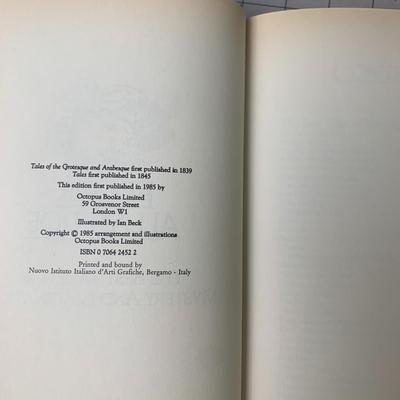 Tales of the Grotesque and Arabesque first published in 1839
Tales first published in 1845
This edition first published in 1985 by
Octopus Books Limited
59 Grosvenor Street
London W1
Illustrated by Ian Beck
Copyright © 1985 arrangement and illustrations
Octopus Books Limited
ISBN 0 7064 2452 2
Printed and bound by
Nuovo Istituto Italiano d'Arti Grafiche, Bergamo - Italy